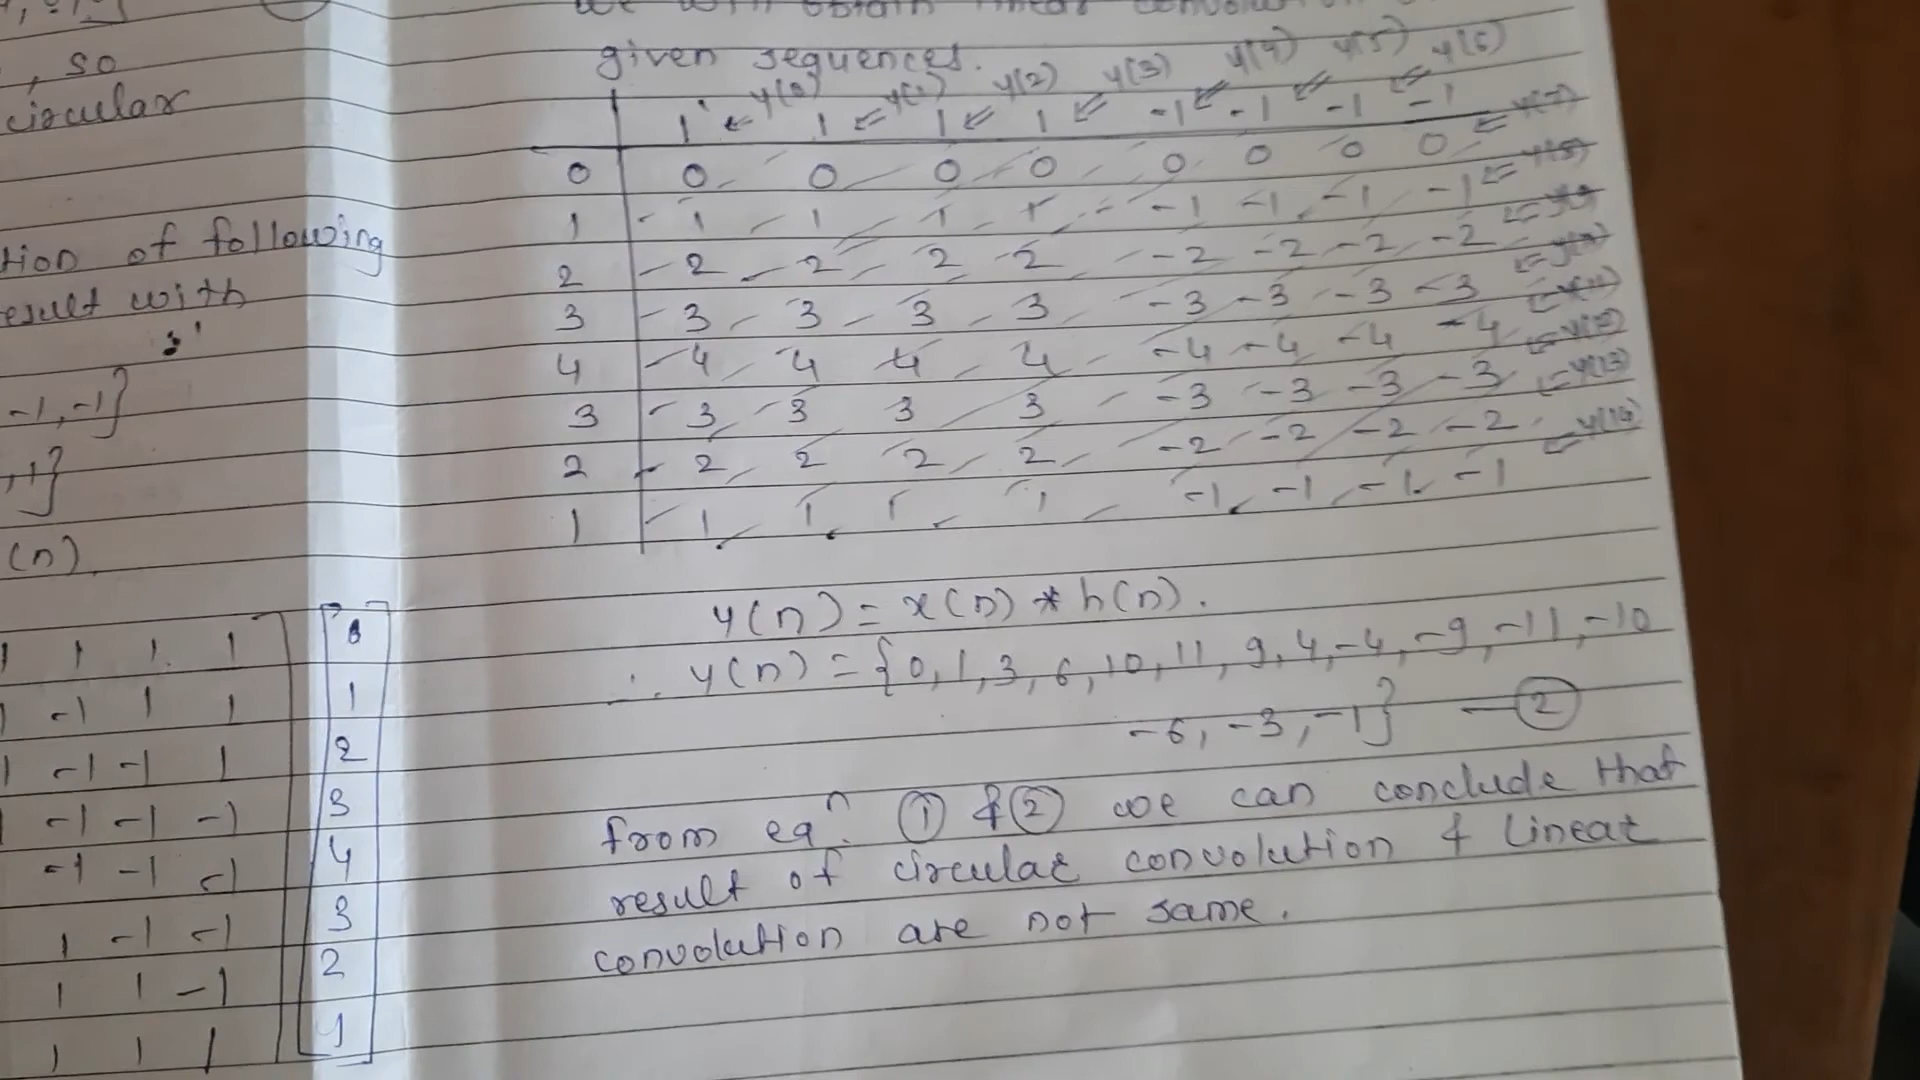 , so
circular
tion of following
esult with
-1, -1}
, 1}
(n)
1 1 1 1
-1 1 1
1 -1 -1 1
-1 -1 -1
-1 -1 -1
1 -1 -1
1 1 -1
1 1 1
0
1
2
3
4
3
2
1
given sequences.
y(0) y(1) y(2) y(3) y(4) y(5) y(6)
1 1 1 1 -1 -1 -1 -1
0 0 0 0 0 0 0 0 0
1 1 1 1 1 -1 -1 -1 -1
2 2 2 2 2 -2 -2 -2 -2
3 3 3 3 3 -3 -3 -3 -3
4 4 4 4 4 -4 -4 -4 -4
3 3 3 3 3 -3 -3 -3 -3
2 2 2 2 2 -2 -2 -2 -2
1 1 1 1 1 -1 -1 -1 -1
y(13)
y(14)
y(n) = x(n) * h(n).
∴ y(n) = {0, 1, 3, 6, 10, 11, 9, 4, -4, -9, -11, -10
-6, -3, -1} — ②
from eqⁿ. ① & ② we can conclude that
result of circular convolution & Linear
convolution are not same.